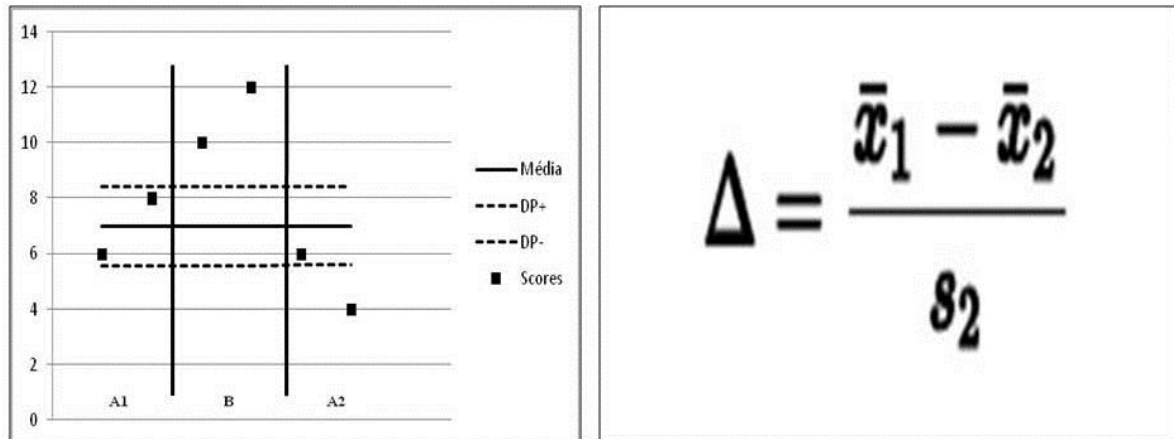 14
12
10
8
6
4
2
0
A1 B A2
Média
DP+
DP-
Scores
Δ = x̄₁ − x̄₂ / s₂